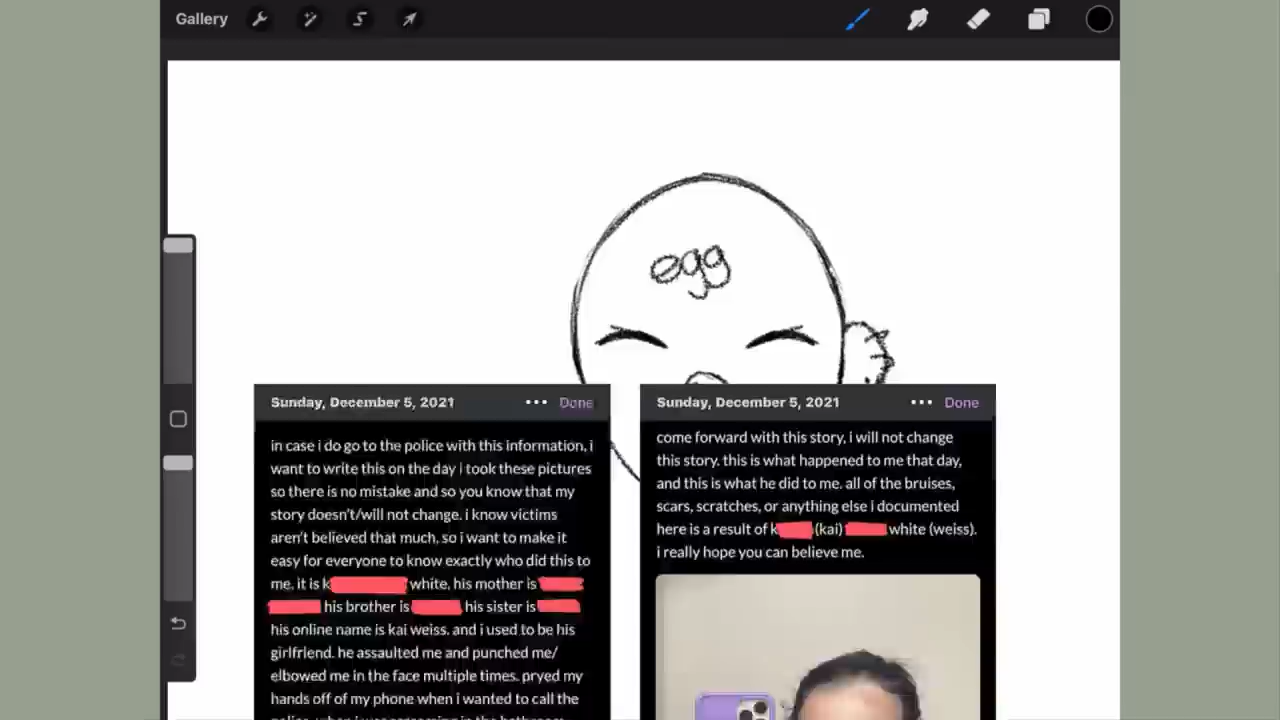 Gallery
egg
Sunday, December 5, 2021 ••• Done
in case i do go to the police with this information, i
want to write this on the day i took these pictures
so there is no mistake and so you know that my
story doesn't/will not change. i know victims
aren't believed that much, so i want to make it
easy for everyone to know exactly who did this to
me. it is k white, his mother is
his brother is his sister is
his online name is kai weiss. and i used to be his
girlfriend. he assaulted me and punched me/
elbowed me in the face multiple times. pryed my
hands off of my phone when i wanted to call the
Sunday, December 5, 2021 ••• Done
come forward with this story, i will not change
this story. this is what happened to me that day,
and this is what he did to me. all of the bruises,
scars, scratches, or anything else i documented
here is a result of k (kai) white (weiss).
i really hope you can believe me.